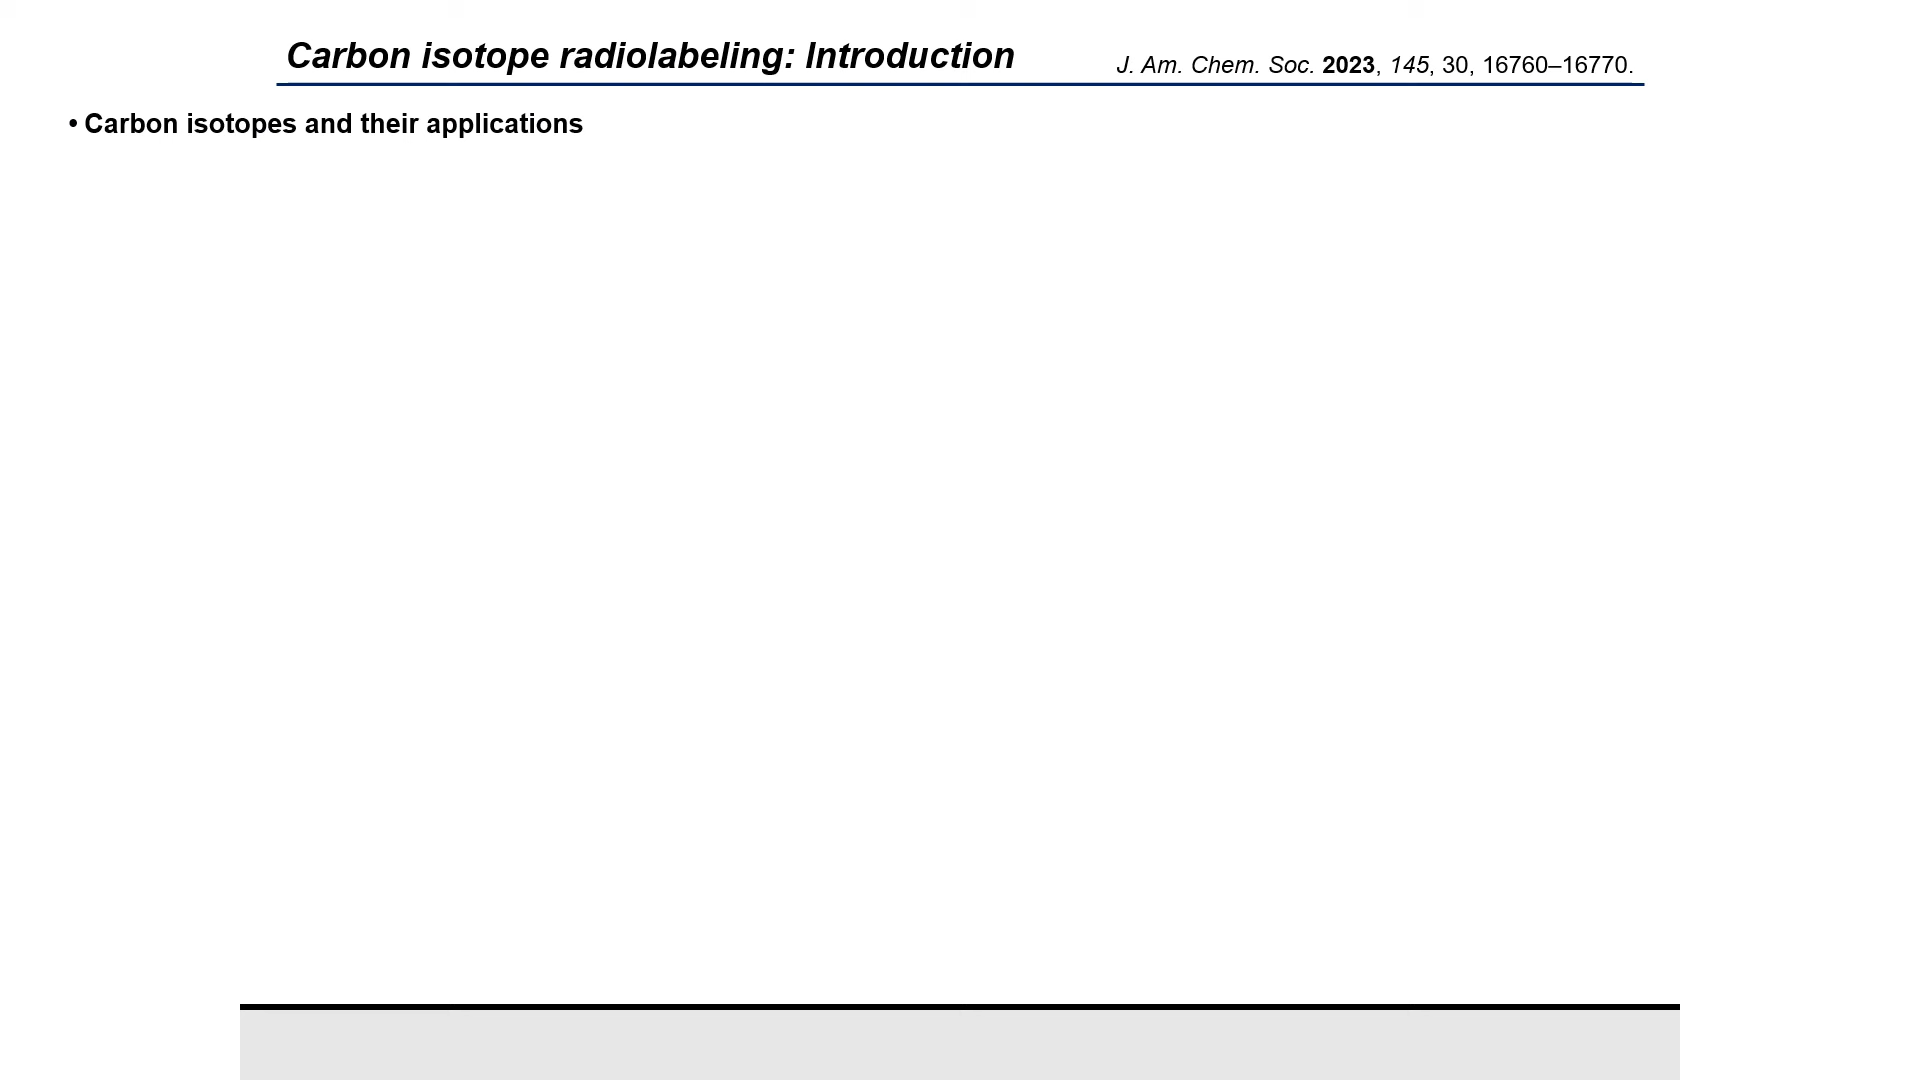 Carbon isotope radiolabeling: Introduction
J. Am. Chem. Soc. 2023, 145, 30, 16760–16770.
• Carbon isotopes and their applications